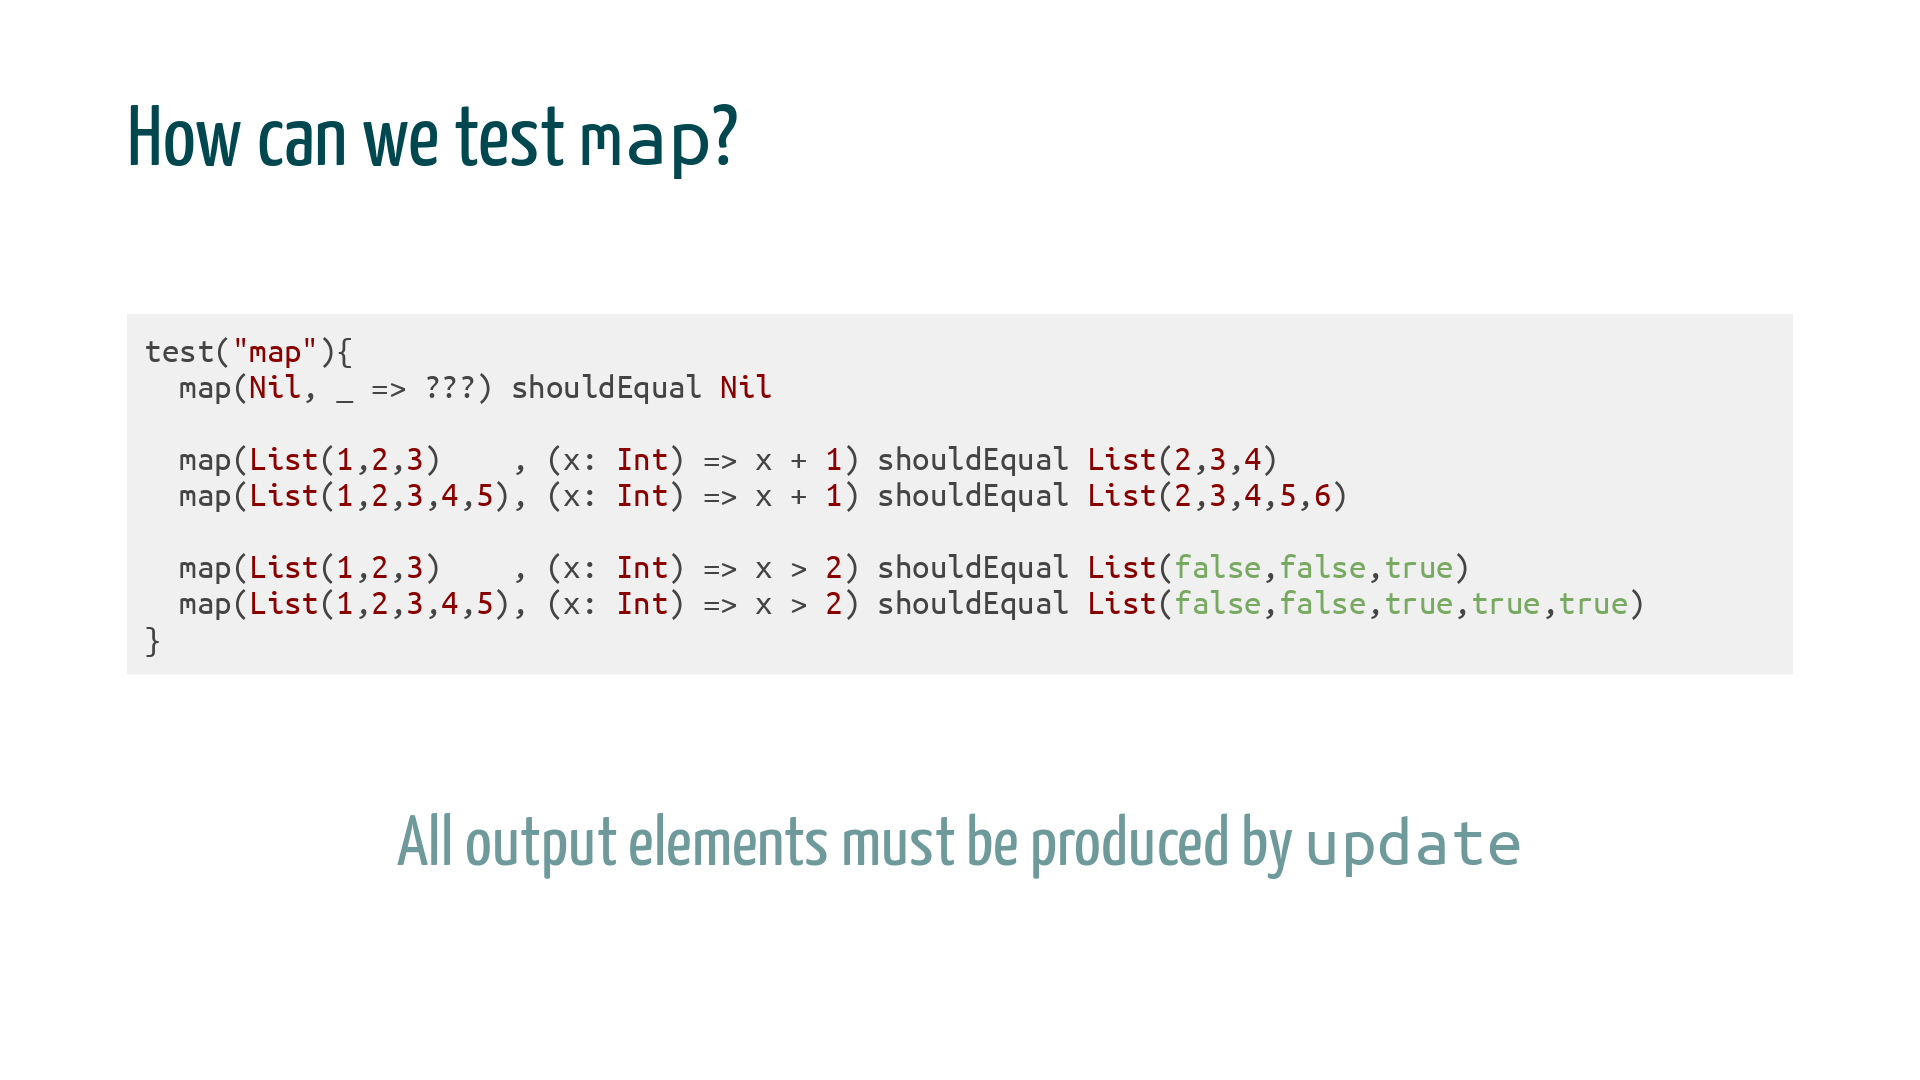 How can we test map?
test("map"){
  map(Nil, _ => ???) shouldEqual Nil

  map(List(1,2,3)    , (x: Int) => x + 1) shouldEqual List(2,3,4)
  map(List(1,2,3,4,5), (x: Int) => x + 1) shouldEqual List(2,3,4,5,6)

  map(List(1,2,3)    , (x: Int) => x > 2) shouldEqual List(false,false,true)
  map(List(1,2,3,4,5), (x: Int) => x > 2) shouldEqual List(false,false,true,true,true)
}
All output elements must be produced by update